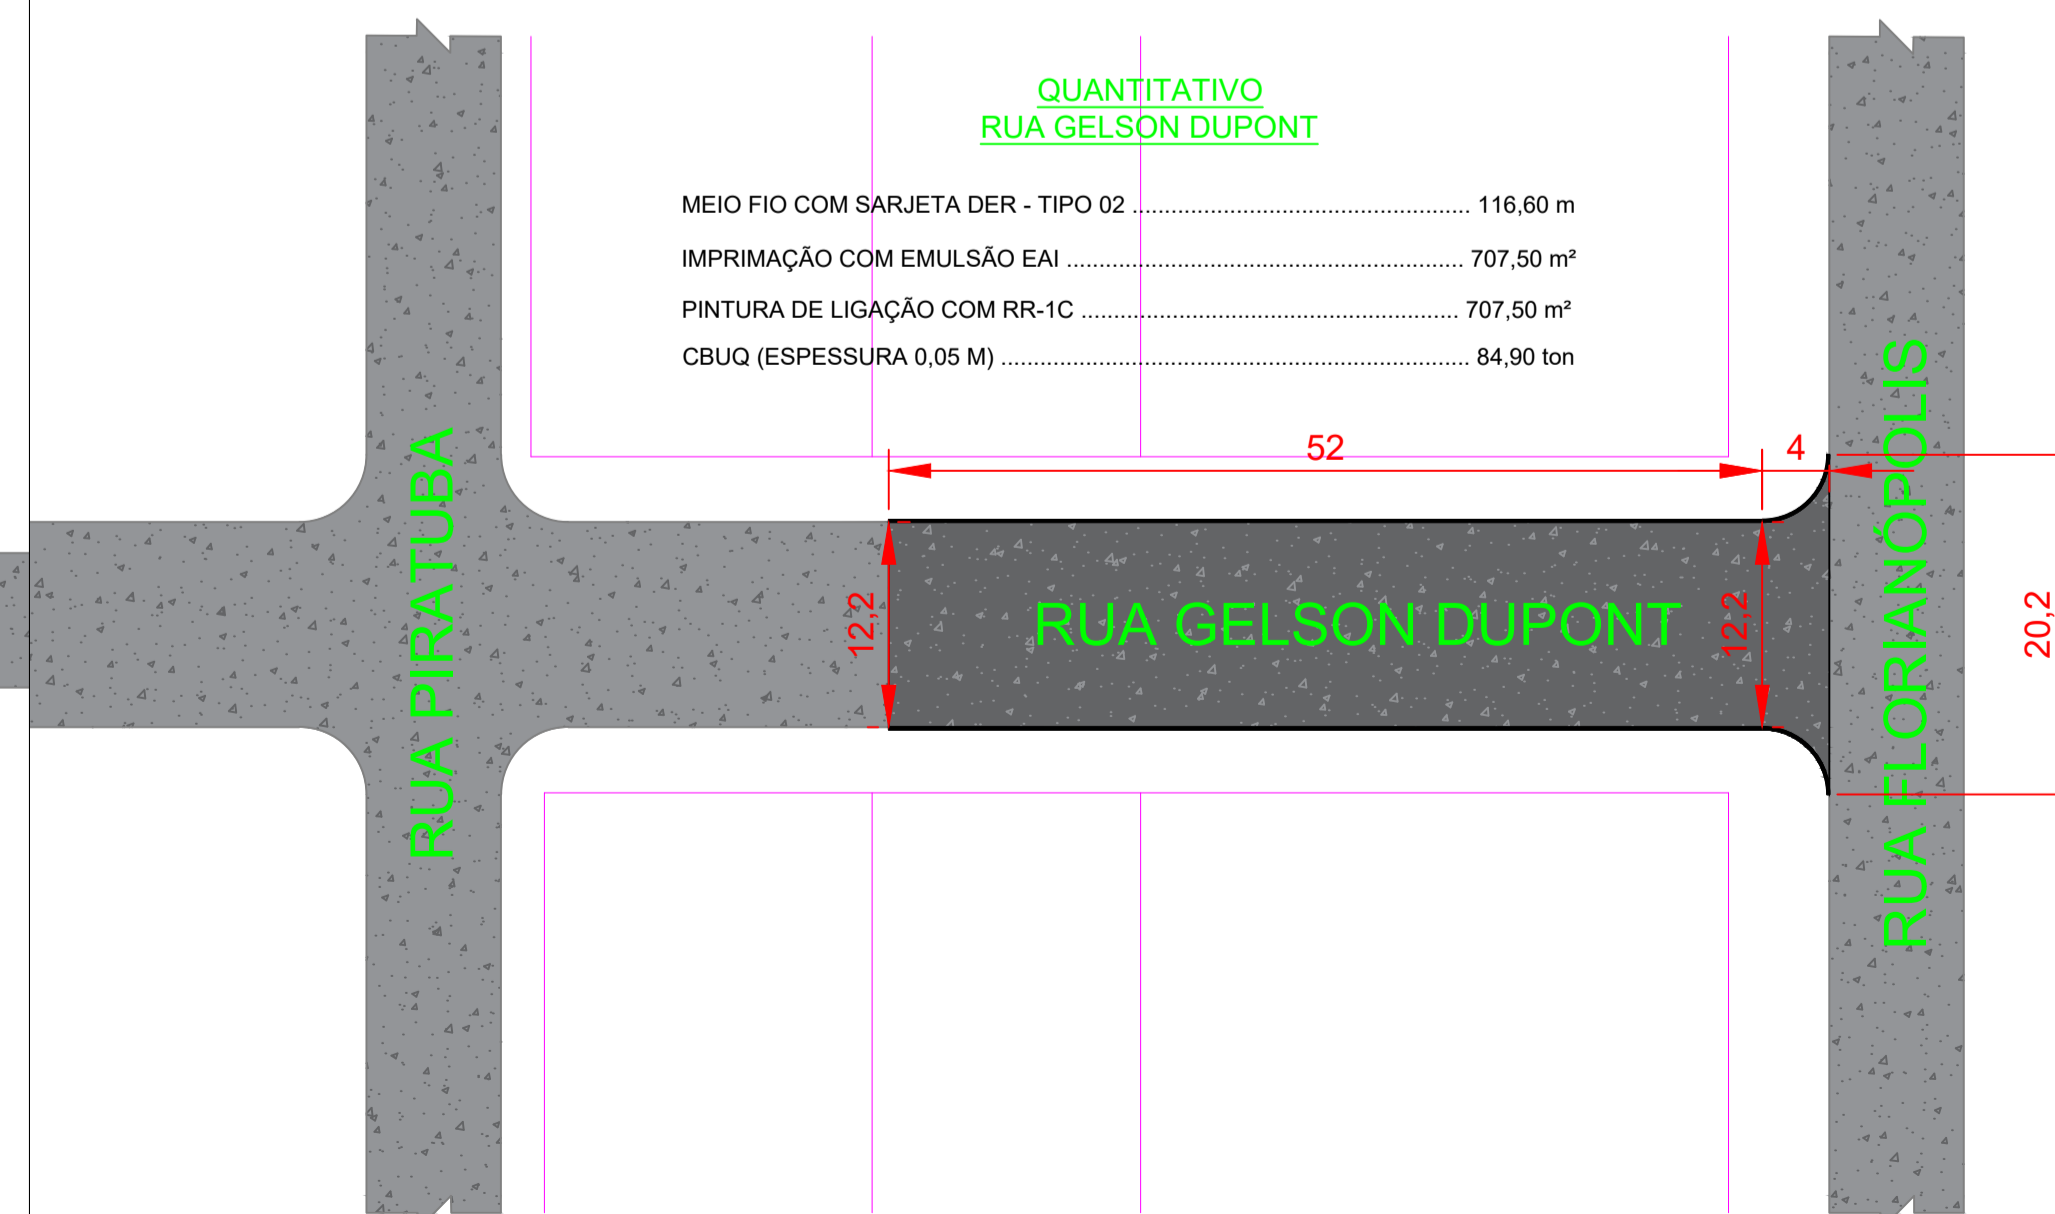 QUANTITATIVO
RUA GELSON DUPONT
MEIO FIO COM SARJETA DER - TIPO 02 ............................................ 116,60 m
IMPRIMAÇÃO COM EMULSÃO EAI ............................................................. 707,50 m²
PINTURA DE LIGAÇÃO COM RR-1C .......................................................... 707,50 m²
CBUQ (ESPESSURA 0,05 M) ........................................................................ 84,90 ton
52
4
12,2
12,2
20,2
RUA PIRATUBA
RUA GELSON DUPONT
RUA FLORIANÓPOLIS